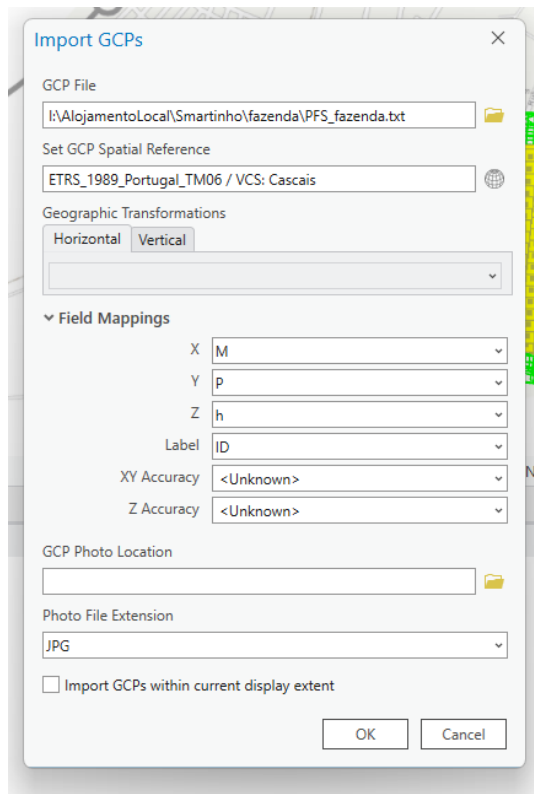 Import GCPs
GCP File
I:\AlojamentoLocal\Smartinho\fazenda\PFS_fazenda.txt
Set GCP Spatial Reference
ETRS_1989_Portugal_TM06 / VCS: Cascais
Geographic Transformations
Horizontal Vertical
Field Mappings
X M
Y P
Z h
Label ID
XY Accuracy <Unknown>
N
Z Accuracy <Unknown>
GCP Photo Location
Photo File Extension
JPG
Import GCPs within current display extent
OK Cancel